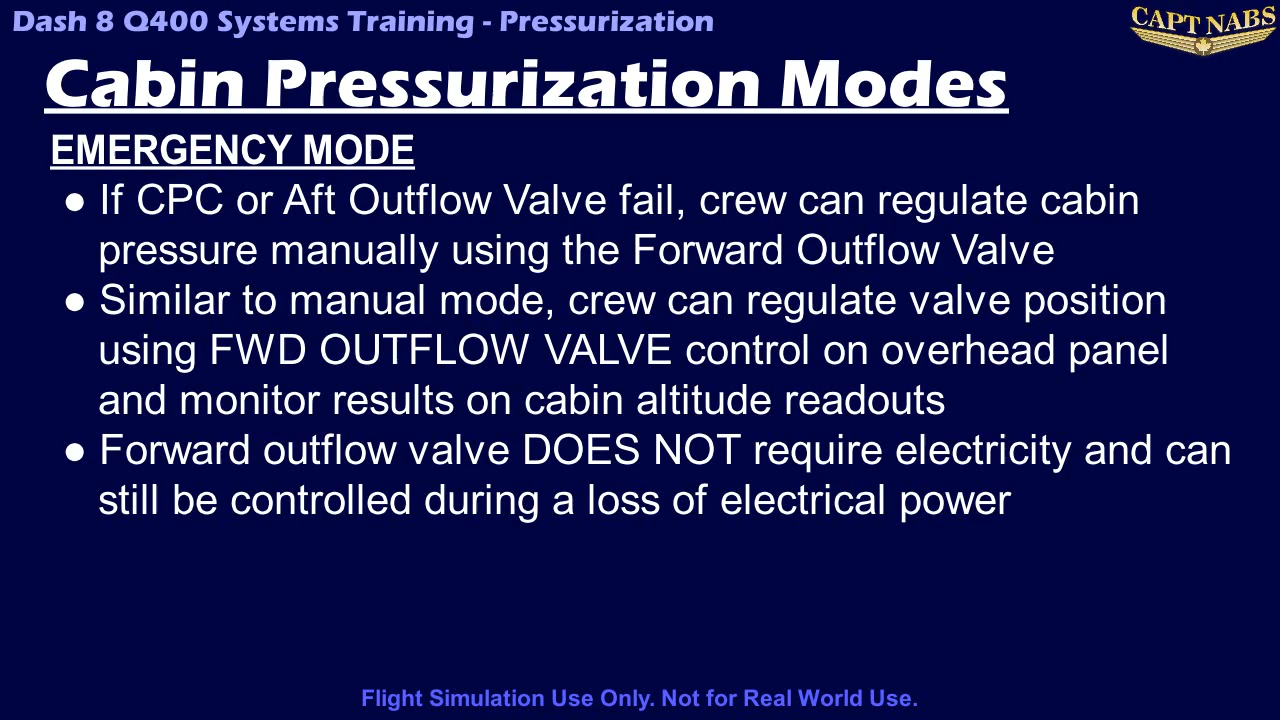 Dash 8 Q400 Systems Training - Pressurization
CAPT NABS
Cabin Pressurization Modes
EMERGENCY MODE
● If CPC or Aft Outflow Valve fail, crew can regulate cabin
pressure manually using the Forward Outflow Valve
● Similar to manual mode, crew can regulate valve position
using FWD OUTFLOW VALVE control on overhead panel
and monitor results on cabin altitude readouts
● Forward outflow valve DOES NOT require electricity and can
still be controlled during a loss of electrical power
Flight Simulation Use Only. Not for Real World Use.